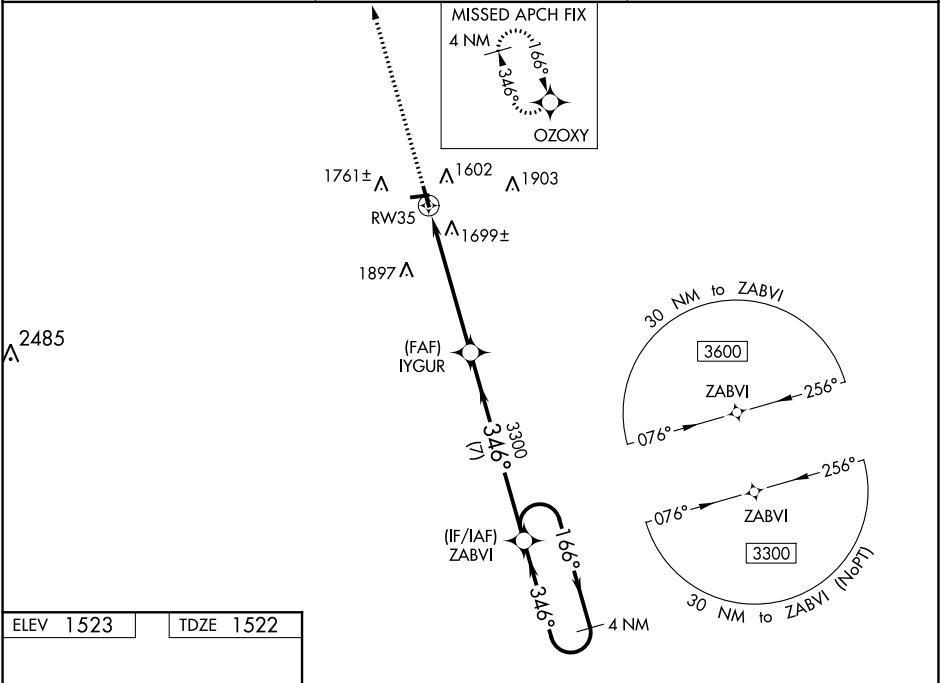 MISSED APCH FIX
4 NM
166°
346°
OZOXY
1761±
1602
1903
RW35
1699±
1897
2485
(FAF)
IYGUR
3300
346°
(7)
(IF/IAF)
ZABVI
166°
346°
4 NM
30 NM to ZABVI
3600
ZABVI
256°
076°
256°
076°
ZABVI
3300
30 NM to ZABVI (NoPT)
ELEV 1523
TDZE 1522